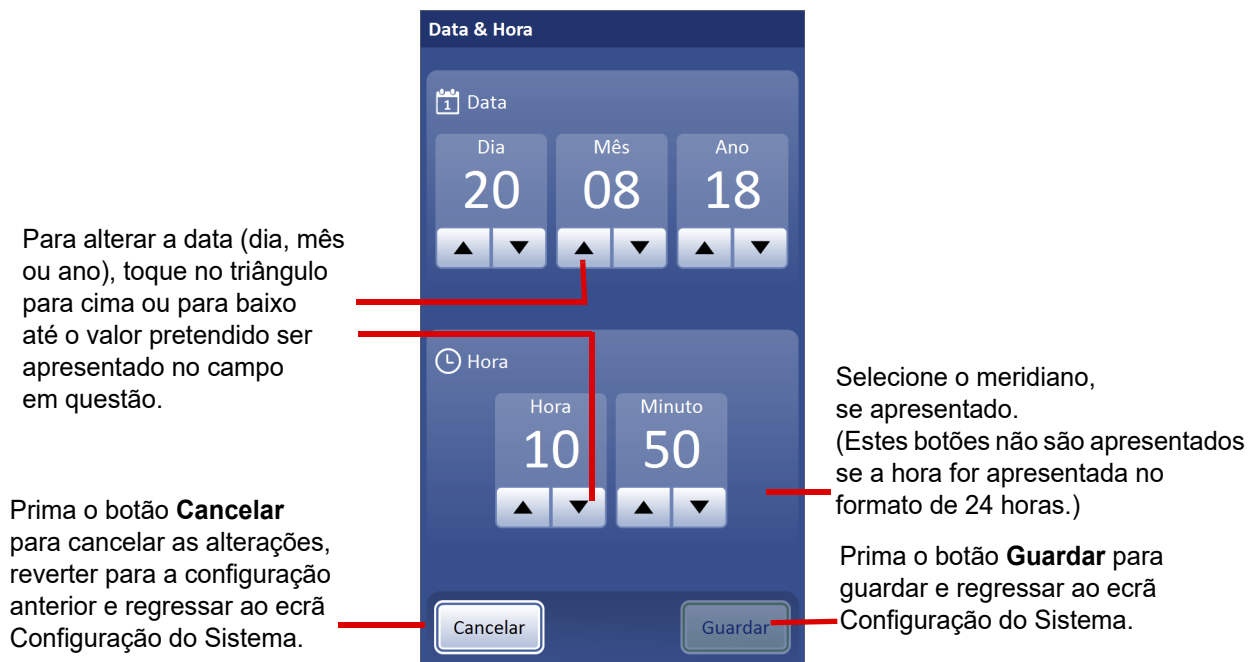 Data & Hora
1 Data
Dia Mês Ano
20 08 18
Para alterar a data (dia, mês
ou ano), toque no triângulo
para cima ou para baixo
até o valor pretendido ser
apresentado no campo
em questão.
Hora
Hora Minuto
10 50
Selecione o meridiano,
se apresentado.
(Estes botões não são apresentados
se a hora for apresentada no
formato de 24 horas.)
Prima o botão Cancelar
para cancelar as alterações,
reverter para a configuração
anterior e regressar ao ecrã
Configuração do Sistema.
Prima o botão Guardar para
guardar e regressar ao ecrã
Configuração do Sistema.
Cancelar Guardar